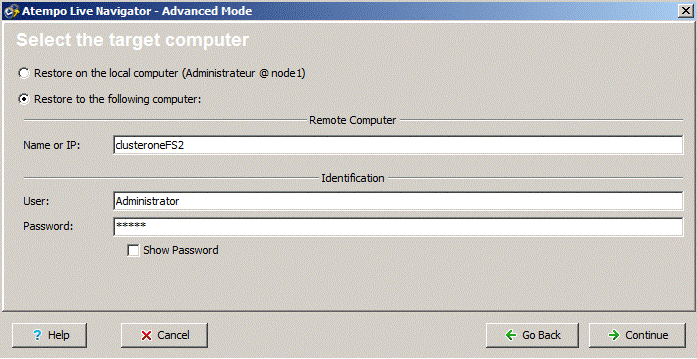 Atempo Live Navigator - Advanced Mode
Select the target computer
Restore on the local computer (Administrateur @ node1)
Restore to the following computer:
Remote Computer
Name or IP: clusteroneFS2
Identification
User: Administrator
Password: *****
Show Password
? Help Cancel Go Back Continue